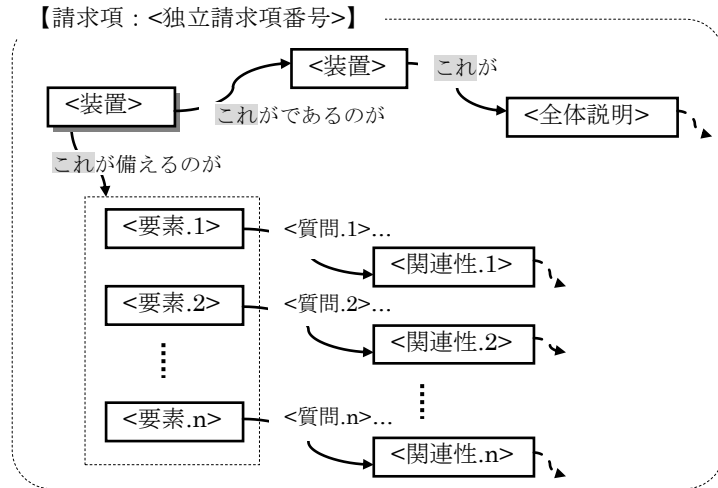 【請求項：<独立請求項番号>】
<装置>
これが
<装置>
これがであるのが
<全体説明>
これが備えるのが
<要素.1>
<質問.1>…
<関連性.1>
<要素.2>
<質問.2>…
<関連性.2>
<要素.n>
<質問.n>…
<関連性.n>